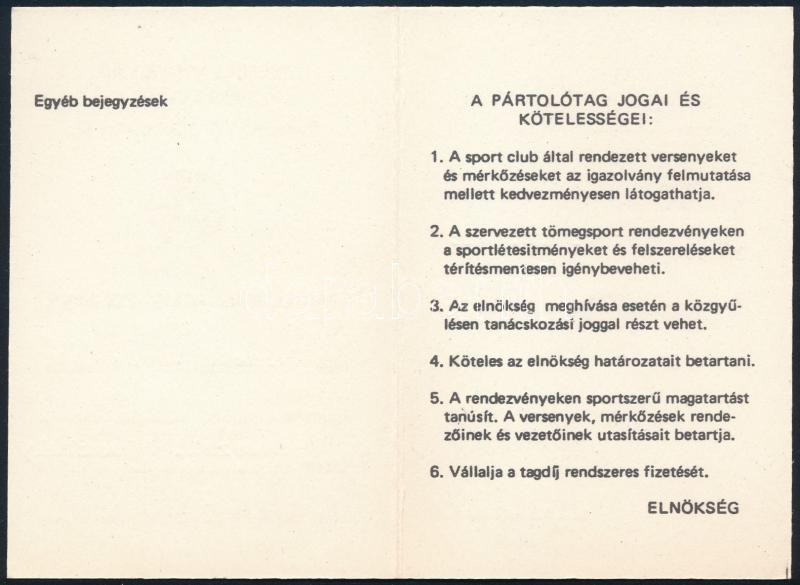 Egyéb bejegyzések
A PÁRTOLÓTAG JOGAI ÉS
KÖTELESSÉGEI:
1. A sport club által rendezett versenyeket
és mérkőzéseket az igazolvány felmutatása
mellett kedvezményesen látogathatja.
2. A szervezett tömegsport rendezvényeken
a sportlétesitményeket és felszereléseket
térítésmentesen igénybeveheti.
3. Az elnökség meghívása esetén a közgyű-
lésen tanácskozási joggal részt vehet.
4. Köteles az elnökség határozatait betartani.
5. A rendezvényeken sportszerű magatartást
tanúsít. A versenyek, mérkőzések rende-
zőinek és vezetőinek utasításait betartja.
6. Vállalja a tagdíj rendszeres fizetését.
ELNÖKSÉG